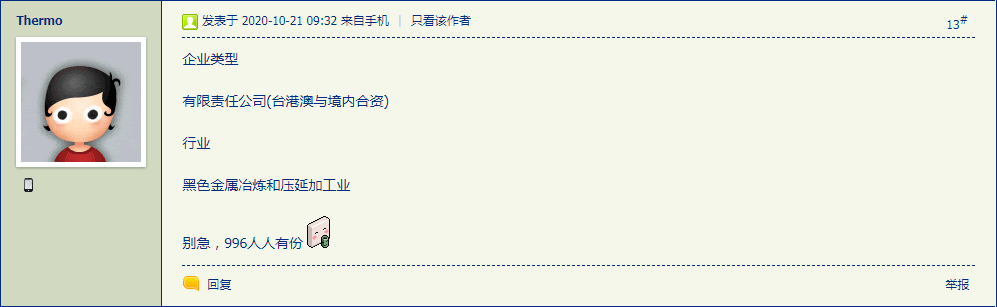 Thermo
发表于 2020-10-21 09:32 来自手机 | 只看该作者
13#
企业类型
有限责任公司(台港澳与境内合资)
行业
黑色金属冶炼和压延加工业
别急，996人人有份
回复
举报